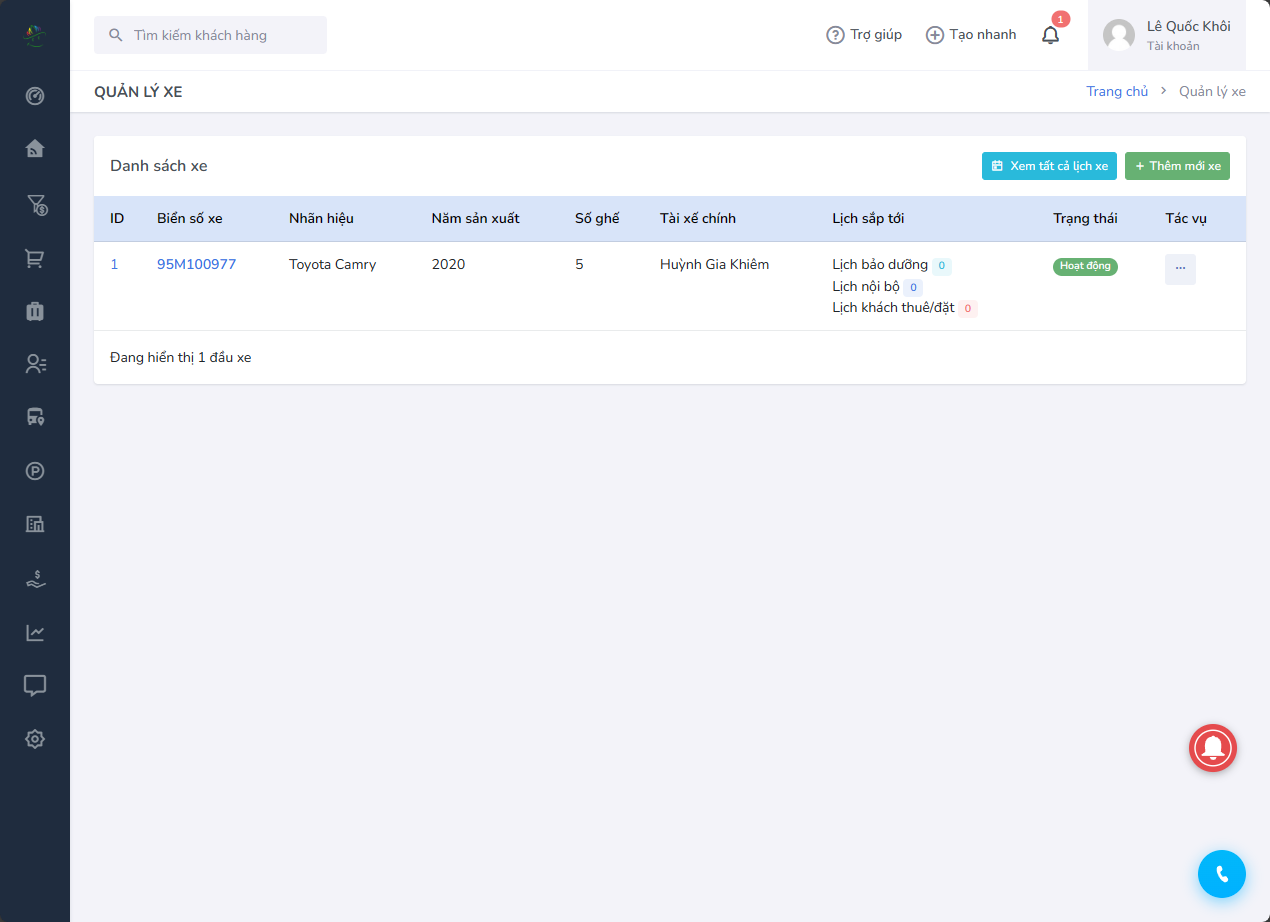 Tìm kiếm khách hàng
Trợ giúp
Tạo nhanh
1
Lê Quốc Khôi
Tài khoản
QUẢN LÝ XE
Trang chủ > Quản lý xe
Danh sách xe
Xem tất cả lịch xe
+ Thêm mới xe
ID Biển số xe Nhãn hiệu Năm sản xuất Số ghế Tài xế chính Lịch sắp tới Trạng thái Tác vụ
1 95M100977 Toyota Camry 2020 5 Huỳnh Gia Khiêm Lịch bảo dưỡng 0 Hoạt động ...
Lịch nội bộ 0
Lịch khách thuê/đặt 0
Đang hiển thị 1 đầu xe